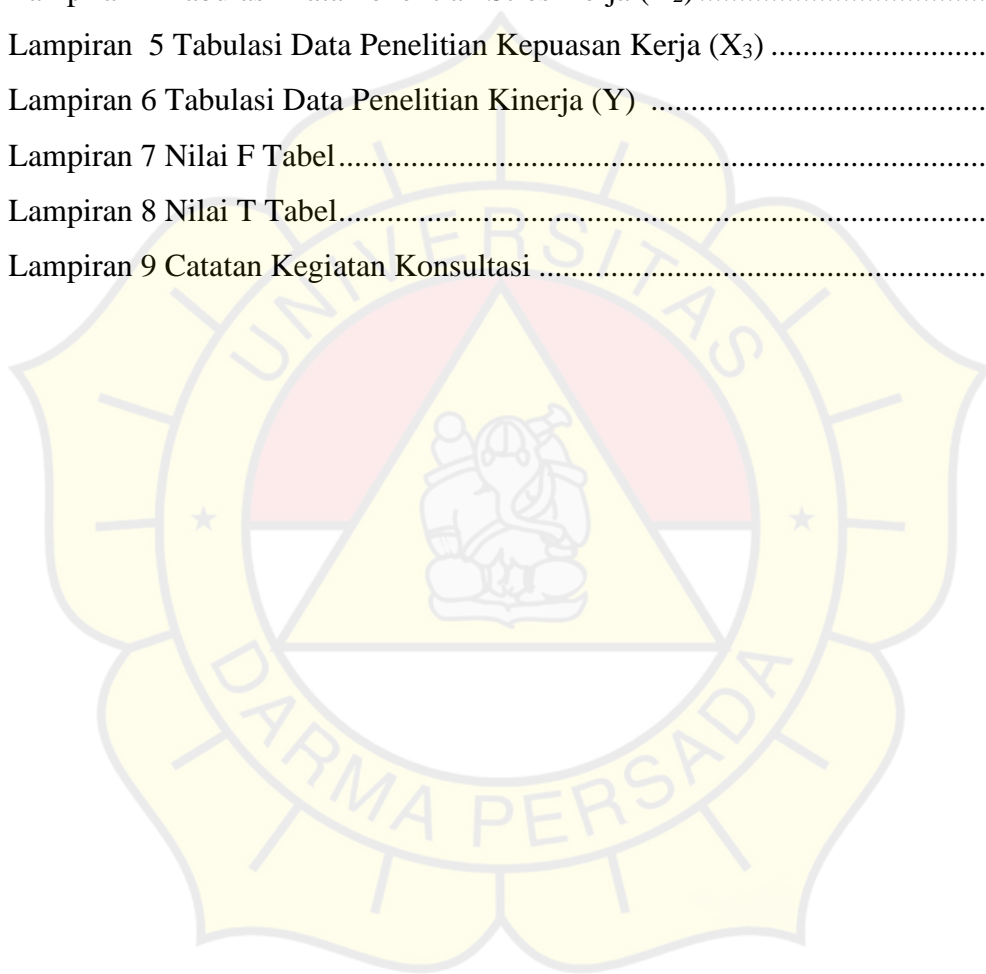 Lampiran 5 Tabulasi Data Penelitian Kepuasan Kerja (X₃) ..................................
Lampiran 6 Tabulasi Data Penelitian Kinerja (Y) .....................................................
Lampiran 7 Nilai F Tabel.........................................................................................................
Lampiran 8 Nilai T Tabel.........................................................................................................
Lampiran 9 Catatan Kegiatan Konsultasi .......................................................................
UNIVERSITAS
DARMA PERSADA